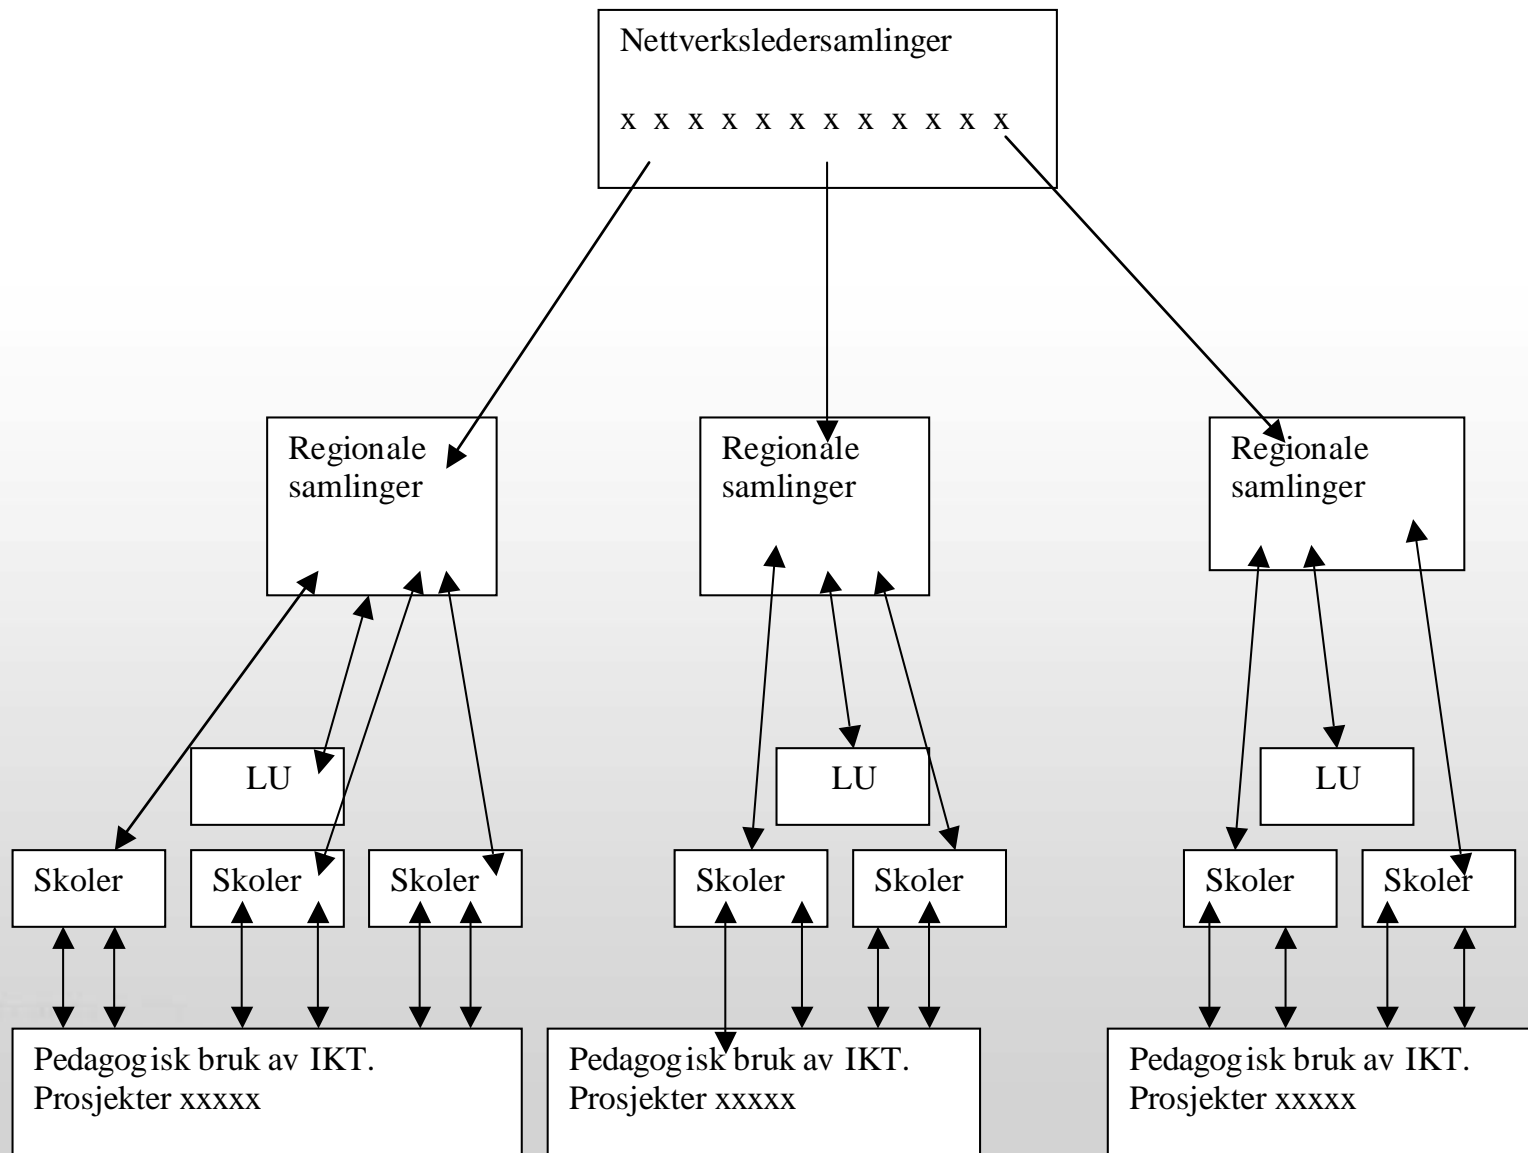 Nettverksledersamlinger
x x x x x x x x x x x x
Regionale
samlinger
Regionale
samlinger
Regionale
samlinger
LU
LU
LU
Skoler
Skoler
Skoler
Skoler
Skoler
Skoler
Skoler
Pedagogisk bruk av IKT.
Prosjekter xxxxx
Pedagogisk bruk av IKT.
Prosjekter xxxxx
Pedagogisk bruk av IKT.
Prosjekter xxxxx